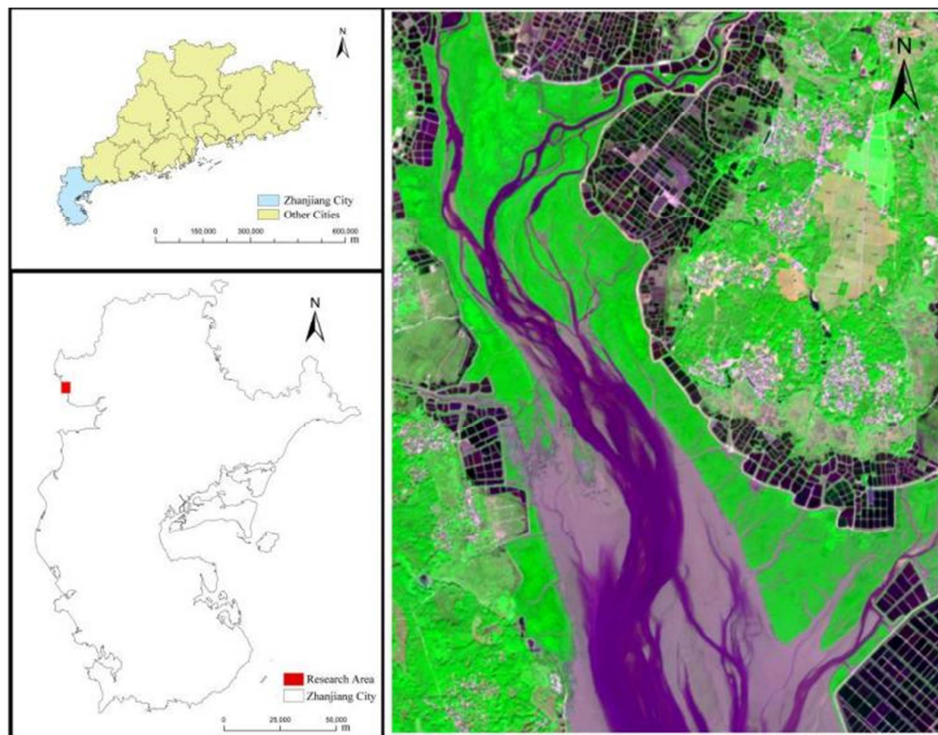 N
Zhanjiang City
Other Cities
0 150,000 300,000 600,000
m
N
Research Area
Zhanjiang City
0 25,000 50,000
m
N